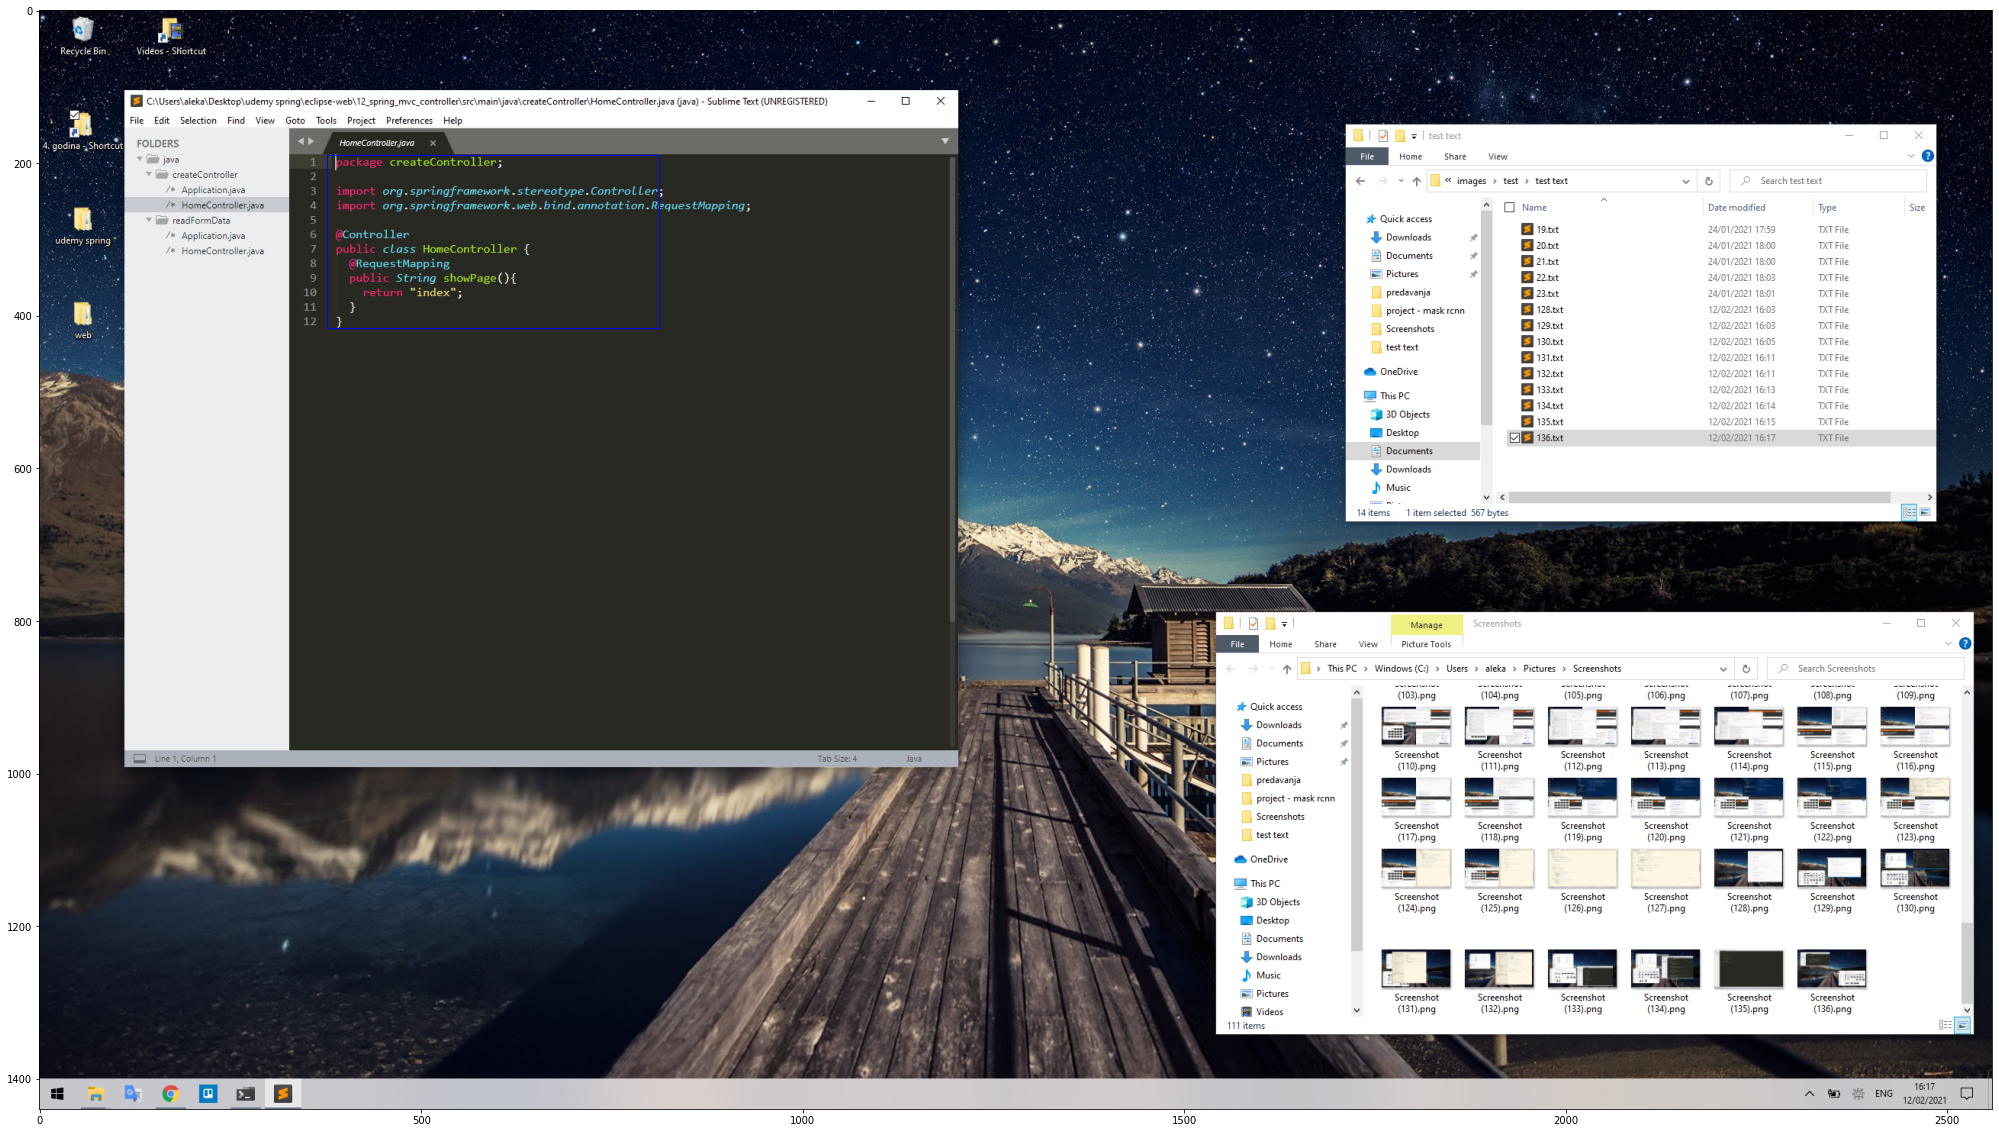 0
200
400
600
800
1000
1200
1400
0
500
1000
1500
2000
2500
Recycle Bin
Videos - Shortcut
4. godina - Shortcut
udemy spring
web
C:\Users\aleka\Desktop\udemy spring\eclipse-web\12_spring_mvc_controller\src\main\java\createController\HomeController.java (java) - Sublime Text (UNREGISTERED)
File Edit Selection Find View Goto Tools Project Preferences Help
FOLDERS
java
createController
/* Application.java
/* HomeController.java
readFormData
/* Application.java
/* HomeController.java
HomeController.java
1 package createController;
2
3 import org.springframework.stereotype.Controller;
4 import org.springframework.web.bind.annotation.RequestMapping;
5
6 @Controller
7 public class HomeController {
8 @RequestMapping
9 public String showPage(){
10 return "index";
11 }
12 }
Line 1, Column 1
Tab Size: 4
Java
test text
File Home Share View
« images › test › test text
Search test text
Quick access
Downloads
Documents
Pictures
predavanja
project - mask rcnn
Screenshots
test text
OneDrive
This PC
3D Objects
Desktop
Documents
Downloads
Music
Name Date modified Type Size
19.txt 24/01/2021 17:59 TXT File
20.txt 24/01/2021 18:00 TXT File
21.txt 24/01/2021 18:00 TXT File
22.txt 24/01/2021 18:03 TXT File
23.txt 24/01/2021 18:01 TXT File
128.txt 12/02/2021 16:03 TXT File
129.txt 12/02/2021 16:03 TXT File
130.txt 12/02/2021 16:05 TXT File
131.txt 12/02/2021 16:11 TXT File
132.txt 12/02/2021 16:11 TXT File
133.txt 12/02/2021 16:13 TXT File
134.txt 12/02/2021 16:14 TXT File
135.txt 12/02/2021 16:15 TXT File
136.txt 12/02/2021 16:17 TXT File
14 items 1 item selected 567 bytes
Manage
Screenshots
File Home Share View Picture Tools
› This PC › Windows (C:) › Users › aleka › Pictures › Screenshots
Search Screenshots
Quick access
Downloads
Documents
Pictures
predavanja
project - mask rcnn
Screenshots
test text
OneDrive
This PC
3D Objects
Desktop
Documents
Downloads
Music
Pictures
Videos
(103).png (104).png (105).png (106).png (107).png (108).png (109).png
Screenshot Screenshot Screenshot Screenshot Screenshot Screenshot Screenshot
(110).png (111).png (112).png (113).png (114).png (115).png (116).png
Screenshot Screenshot Screenshot Screenshot Screenshot Screenshot Screenshot
(117).png (118).png (119).png (120).png (121).png (122).png (123).png
Screenshot Screenshot Screenshot Screenshot Screenshot Screenshot Screenshot
(124).png (125).png (126).png (127).png (128).png (129).png (130).png
Screenshot Screenshot Screenshot Screenshot Screenshot Screenshot
(131).png (132).png (133).png (134).png (135).png (136).png
111 items
ENG
16:17
12/02/2021